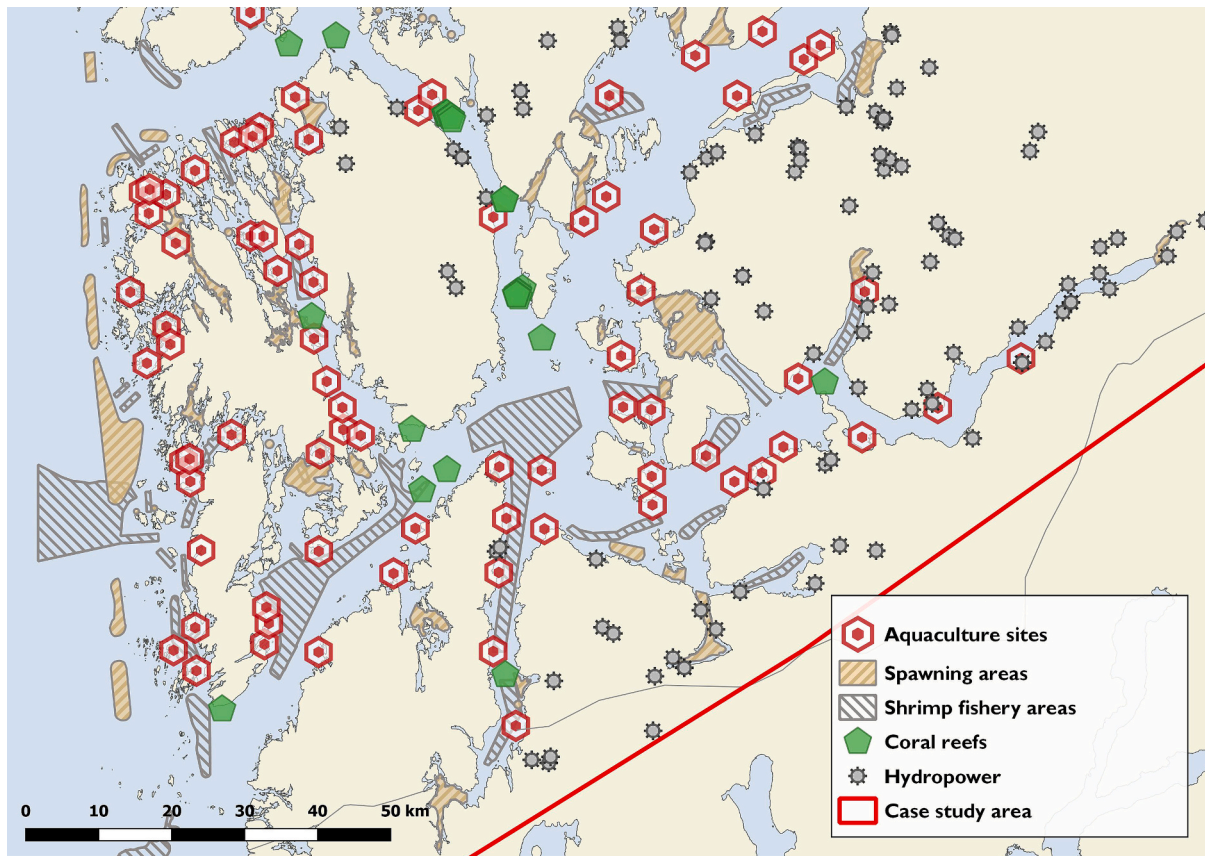 Aquaculture sites
Spawning areas
Shrimp fishery areas
Coral reefs
Hydropower
Case study area
0 10 20 30 40 50 km